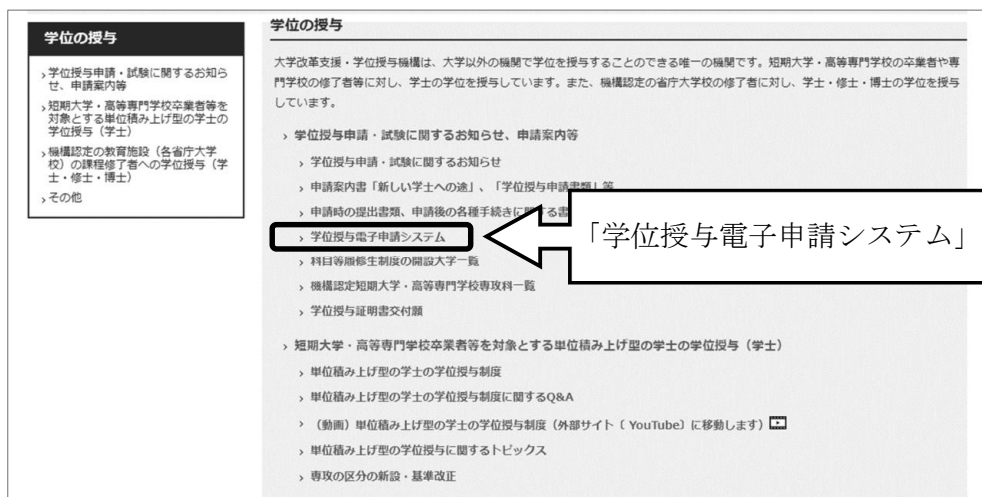 学位の授与
›学位授与申請・試験に関するお知ら
せ、申請案内等
›短期大学・高等専門学校卒業者等を
対象とする単位積み上げ型の学士の
学位授与（学士）
›機構認定の教育施設（各省庁大学
校）の課程修了者への学位授与（学
士・修士・博士）
›その他
学位の授与
大学改革支援・学位授与機構は、大学以外の機関で学位を授与することのできる唯一の機関です。短期大学・高等専門学校の卒業者や専
門学校の修了者等に対し、学士の学位を授与しています。また、機構認定の省庁大学校の修了者に対し、学士・修士・博士の学位を授与
しています。
› 学位授与申請・試験に関するお知らせ、申請案内等
› 学位授与申請・試験に関するお知らせ
› 申請案内書「新しい学士への途」、「学位授与申請書類」等
› 申請時の提出書類、申請後の各種手続きに関する書
› 学位授与電子申請システム
「学位授与電子申請システム」
› 科目等履修生制度の開設大学一覧
› 機構認定短期大学・高等専門学校専攻科一覧
› 学位授与証明書交付願
› 短期大学・高等専門学校卒業者等を対象とする単位積み上げ型の学士の学位授与（学士）
› 単位積み上げ型の学士の学位授与制度
› 単位積み上げ型の学士の学位授与制度に関するQ&A
› （動画）単位積み上げ型の学士の学位授与制度（外部サイト〔 YouTube〕に移動します）
› 単位積み上げ型の学位授与に関するトピックス
› 専攻の区分の新設・基準改正